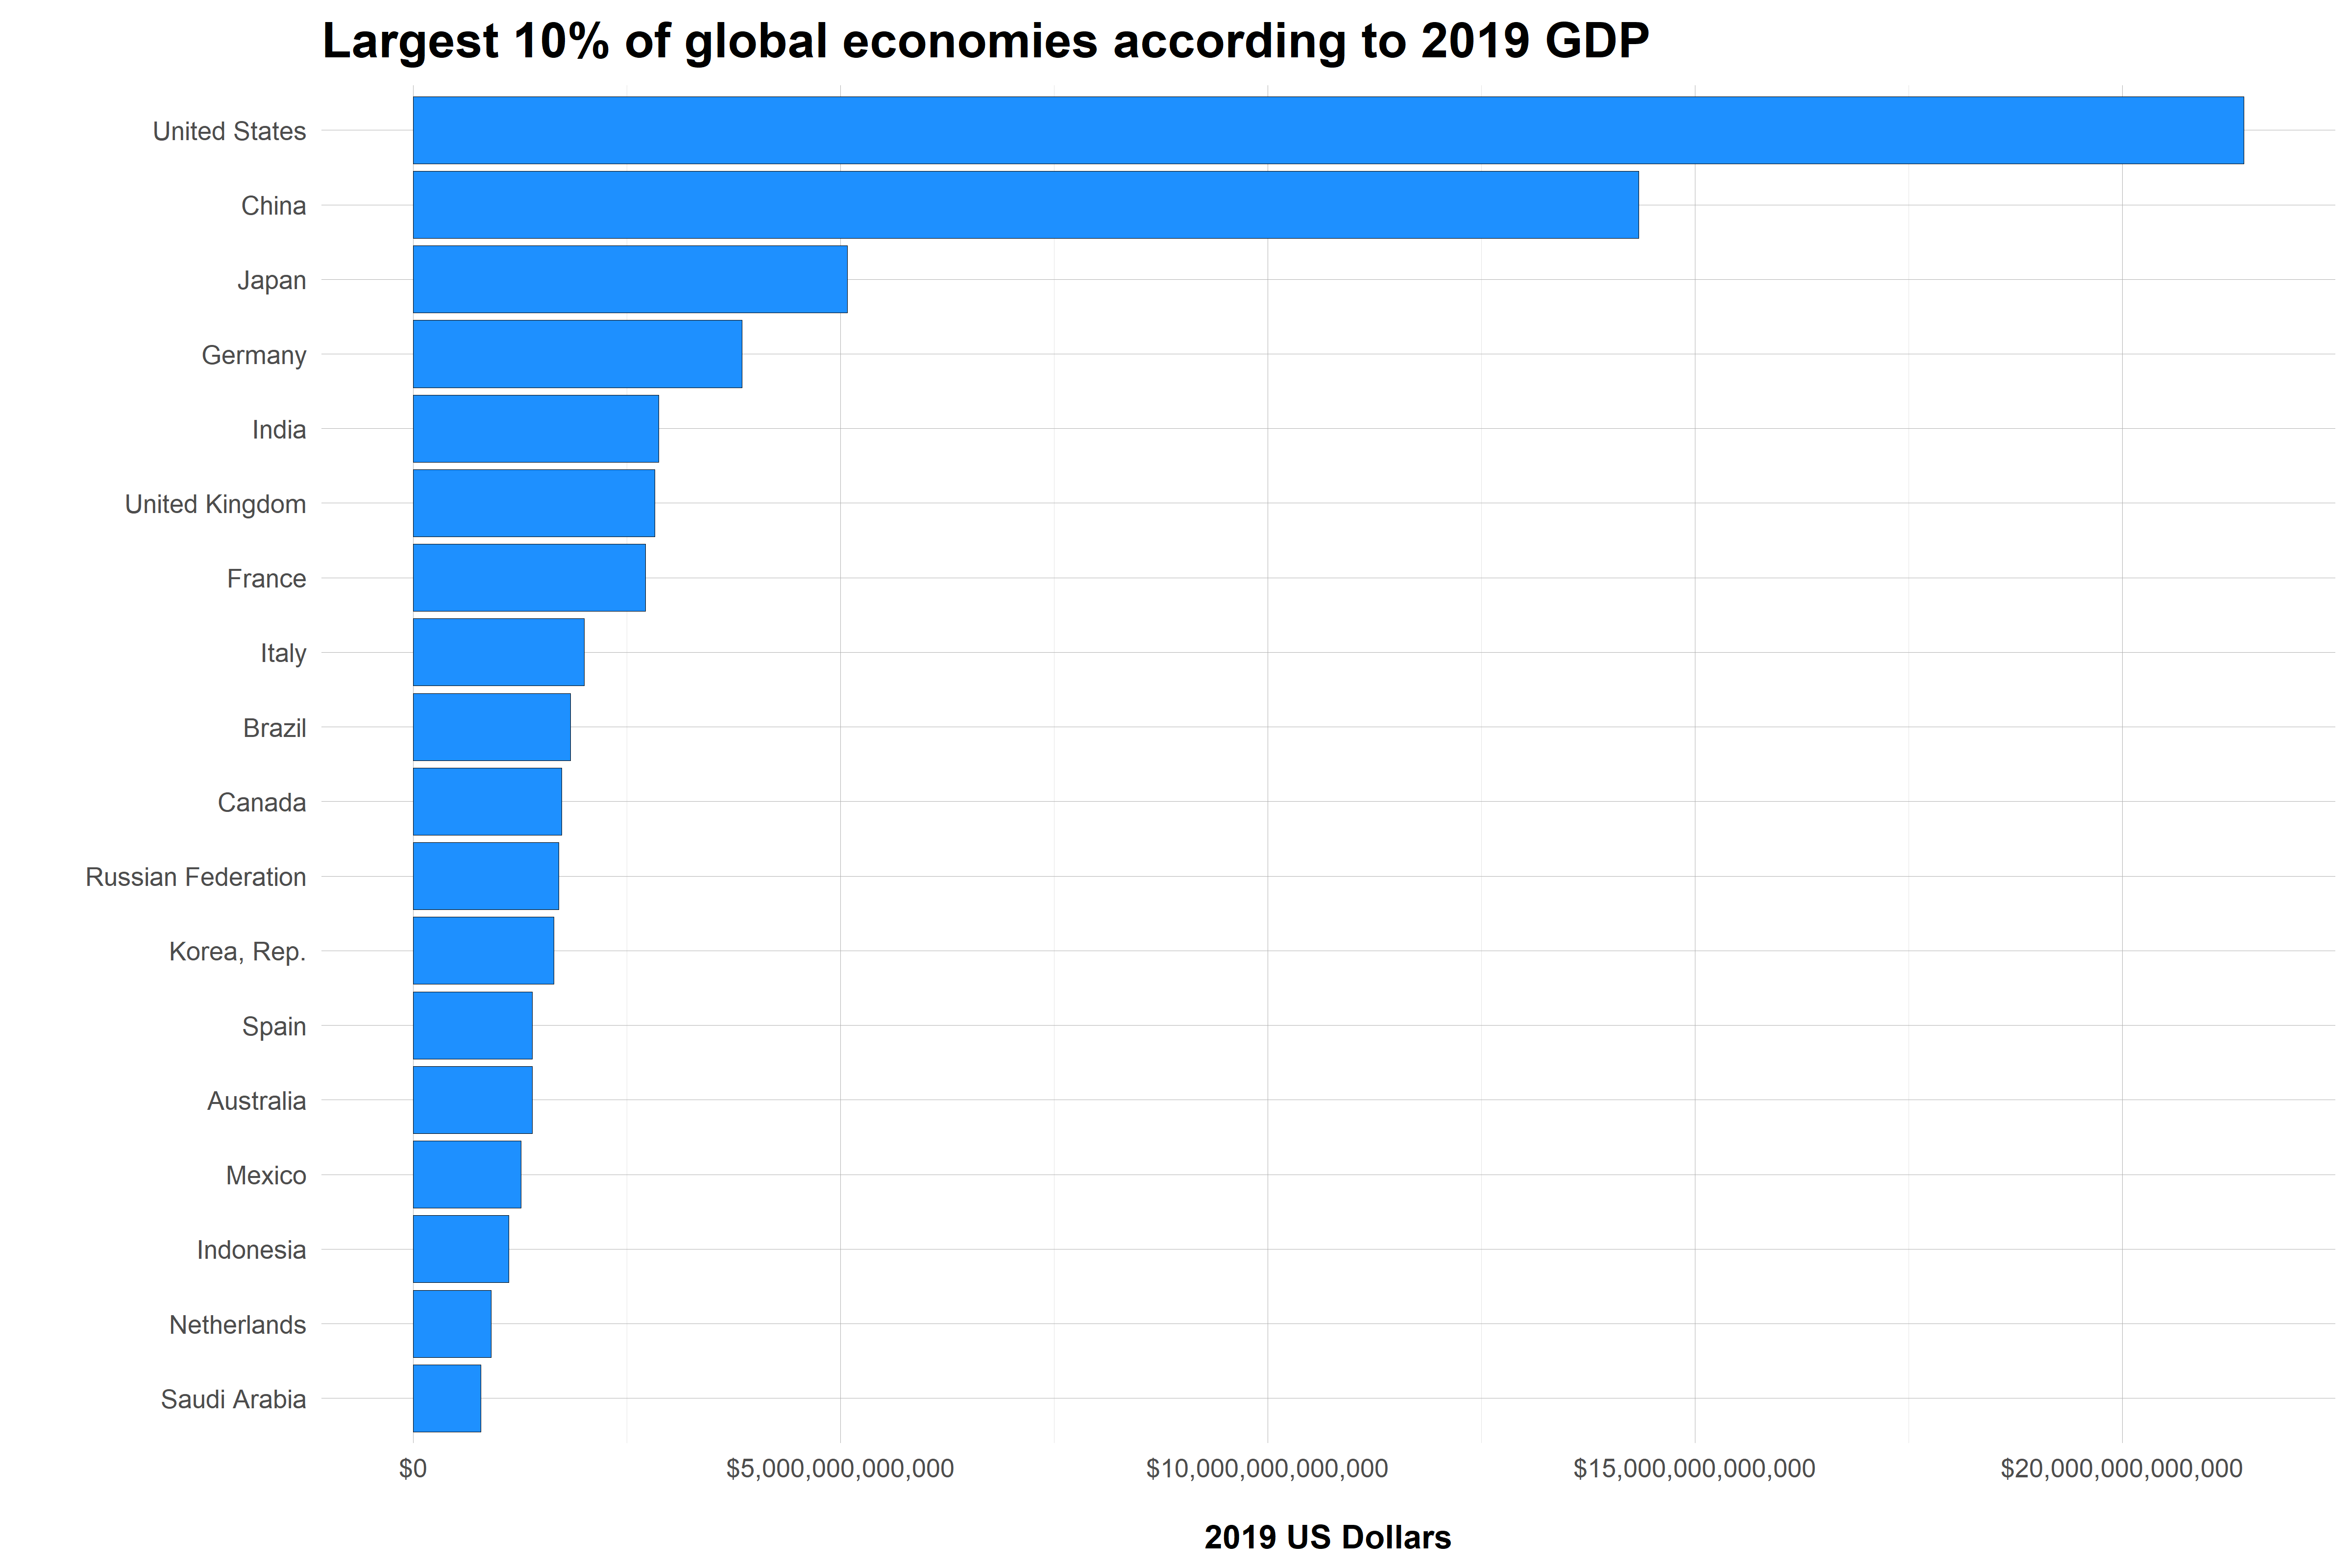 Largest 10% of global economies according to 2019 GDP
United States
China
Japan
Germany
India
United Kingdom
France
Italy
Brazil
Canada
Russian Federation
Korea, Rep.
Spain
Australia
Mexico
Indonesia
Netherlands
Saudi Arabia
$0 $5,000,000,000,000 $10,000,000,000,000 $15,000,000,000,000 $20,000,000,000,000
2019 US Dollars